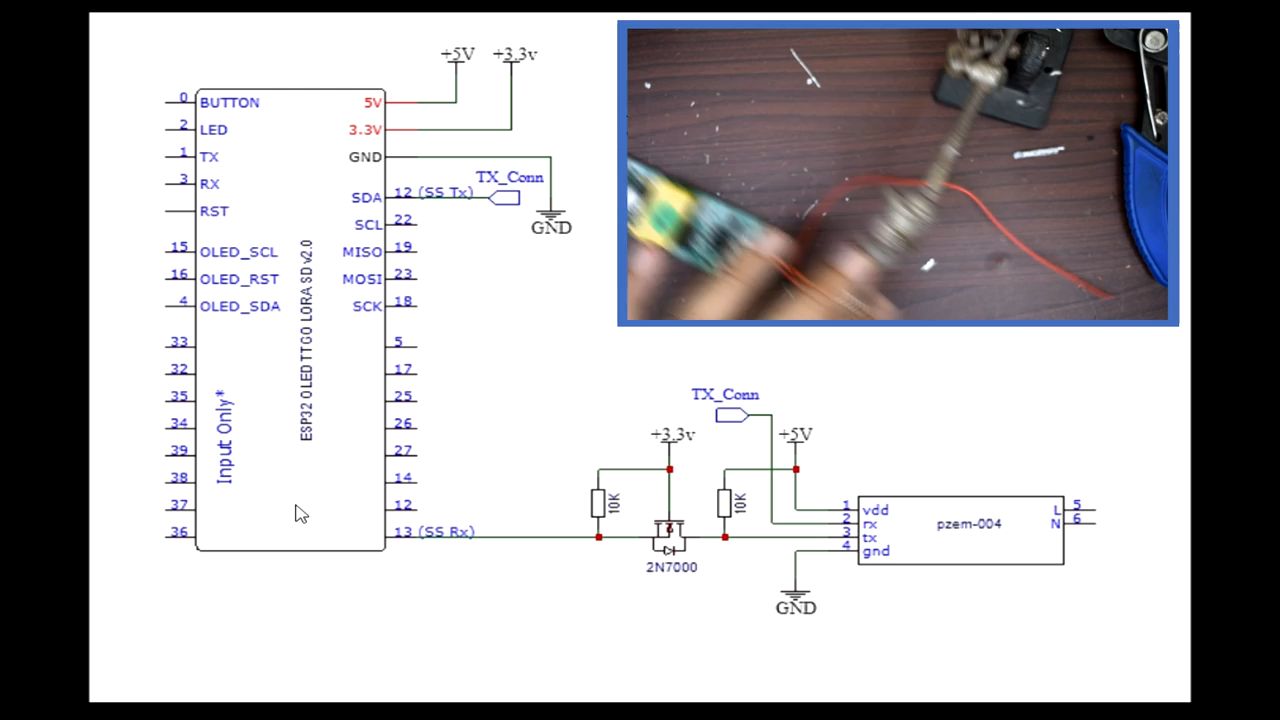 +5V
+3.3v
0
BUTTON
5V
2
LED
3.3V
1
TX
GND
3
RX
SDA
12 (SS Tx)
TX_Conn
GND
RST
SCL
22
15
OLED_SCL
MISO
19
16
OLED_RST
MOSI
23
4
OLED_SDA
SCK
18
ESP32 OLED TTGO LORA SD v2.0
33
5
32
17
35
25
34
26
39
27
38
14
37
12
36
13 (SS Rx)
Input Only*
TX_Conn
+3.3v
+5V
10K
10K
2N7000
1
vdd
2
rx
3
tx
4
gnd
pzem-004
L
5
N
6
GND